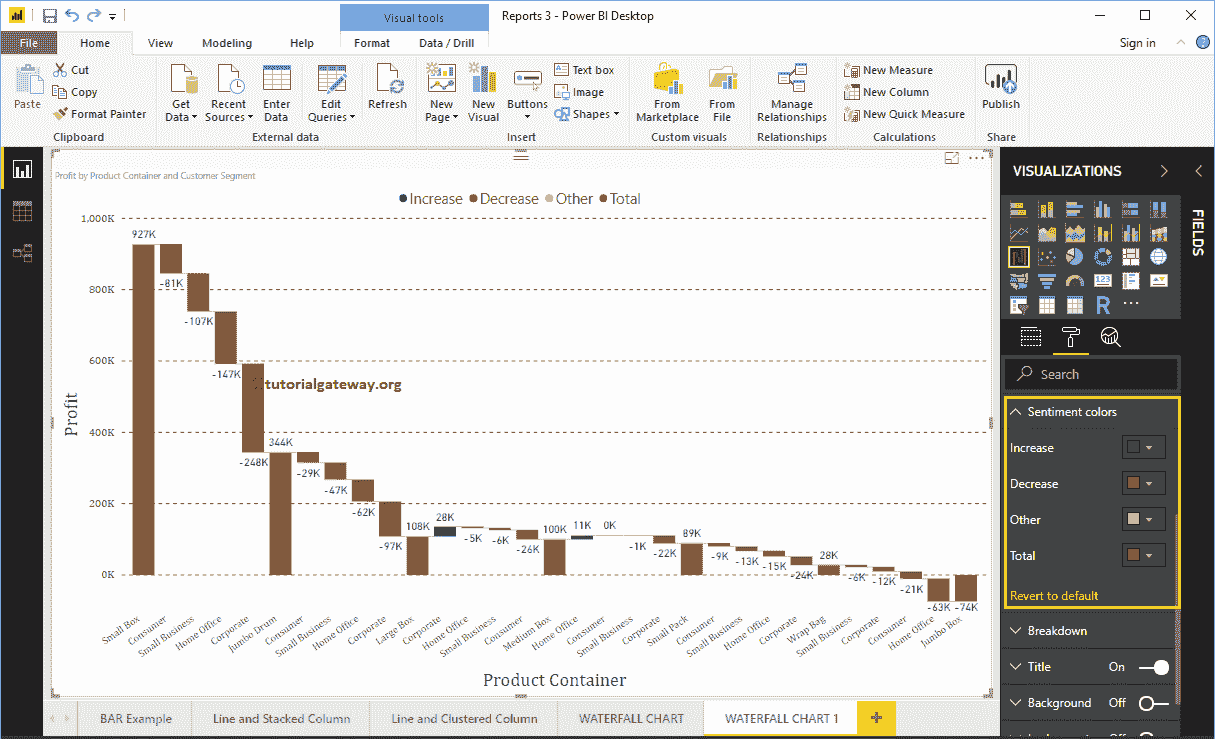 Visual tools
Reports 3 - Power BI Desktop
File
Home
View
Modeling
Help
Format
Data / Drill
Sign in
?
Paste
Cut
Copy
Format Painter
Clipboard
Get Data
Recent Sources
Enter Data
Edit Queries
External data
Refresh
New Page
New Visual
Buttons
Text box
Image
Shapes
Insert
From Marketplace
From File
Custom visuals
Manage Relationships
Relationships
New Measure
New Column
New Quick Measure
Calculations
Publish
Share
Profit by Product Container and Customer Segment
Increase Decrease Other Total
1,000K
800K
600K
400K
200K
0K
Profit
927K
-81K
-107K
-147K
-248K
344K
-29K
-47K
-62K
-97K
108K
28K
-5K
-6K
-26K
100K
11K
0K
-1K
-22K
89K
-9K
-13K
-15K
-24K
28K
-6K
-12K
-21K
-63K
-74K
tutorialgateway.org
Small Box
Consumer
Small Business
Home Office
Corporate
Jumbo Drum
Consumer
Small Business
Home Office
Corporate
Large Box
Corporate
Home Office
Small Business
Consumer
Medium Box
Home Office
Consumer
Small Business
Corporate
Small Pack
Consumer
Small Business
Home Office
Corporate
Wrap Bag
Small Business
Corporate
Consumer
Home Office
Jumbo Box
Product Container
BAR Example
Line and Stacked Column
Line and Clustered Column
WATERFALL CHART
WATERFALL CHART 1
VISUALIZATIONS
FIELDS
123
R
Search
Sentiment colors
Increase
Decrease
Other
Total
Revert to default
Breakdown
Title On
Background Off